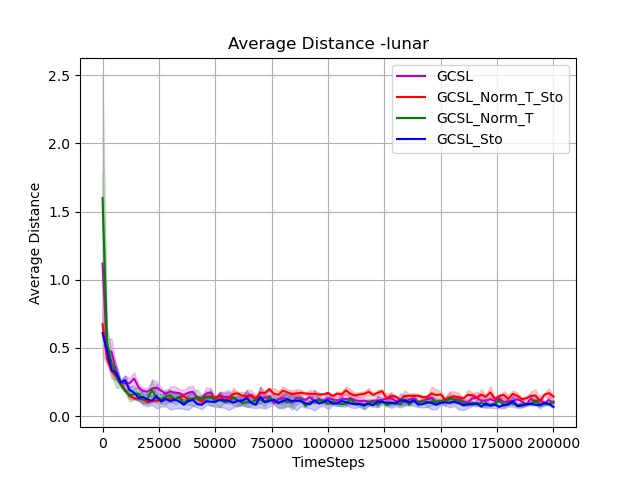 Average Distance -lunar
2.5
2.0
1.5
1.0
0.5
0.0
Average Distance
GCSL
GCSL_Norm_T_Sto
GCSL_Norm_T
GCSL_Sto
0 25000 50000 75000 100000 125000 150000 175000 200000
TimeSteps